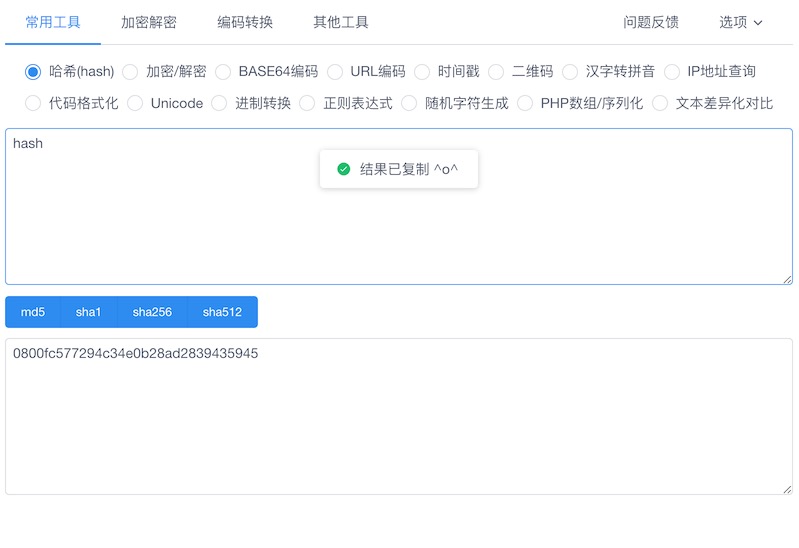 常用工具 加密解密 编码转换 其他工具 问题反馈 选项
哈希(hash) 加密/解密 BASE64编码 URL编码 时间戳 二维码 汉字转拼音 IP地址查询
代码格式化 Unicode 进制转换 正则表达式 随机字符生成 PHP数组/序列化 文本差异化对比
hash
结果已复制 ^o^
md5 sha1 sha256 sha512
0800fc577294c34e0b28ad2839435945